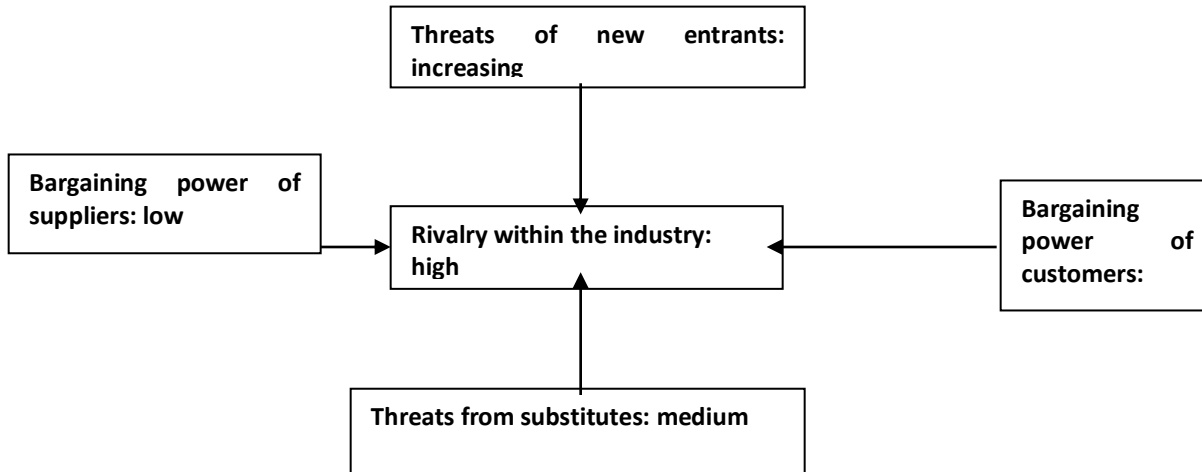 Threats of new entrants:
increasing
Bargaining power of
suppliers: low
Rivalry within the industry:
high
Bargaining
power of
customers:
Threats from substitutes: medium